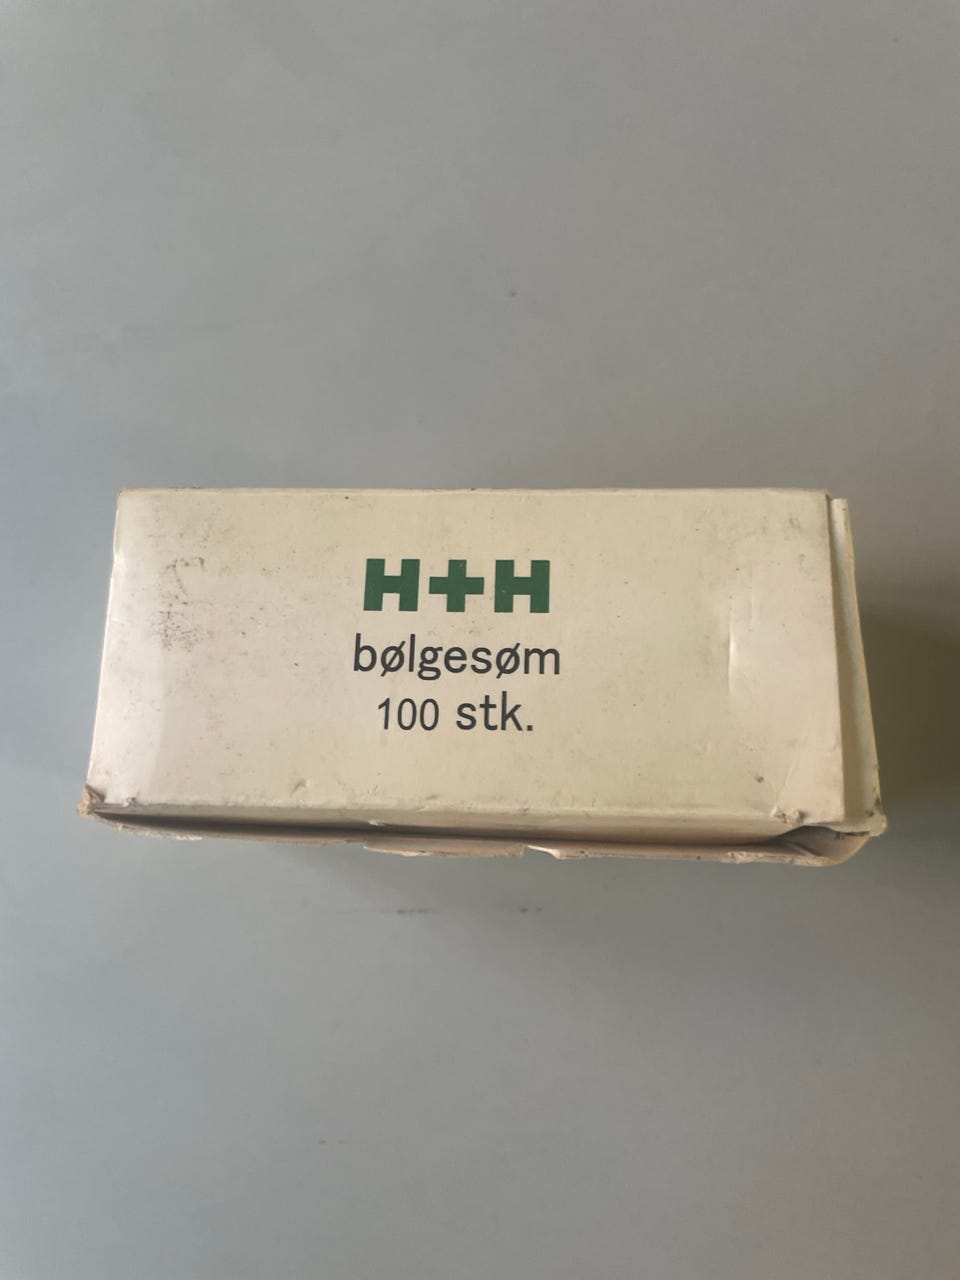 H+H
bølgesøm
100 stk.